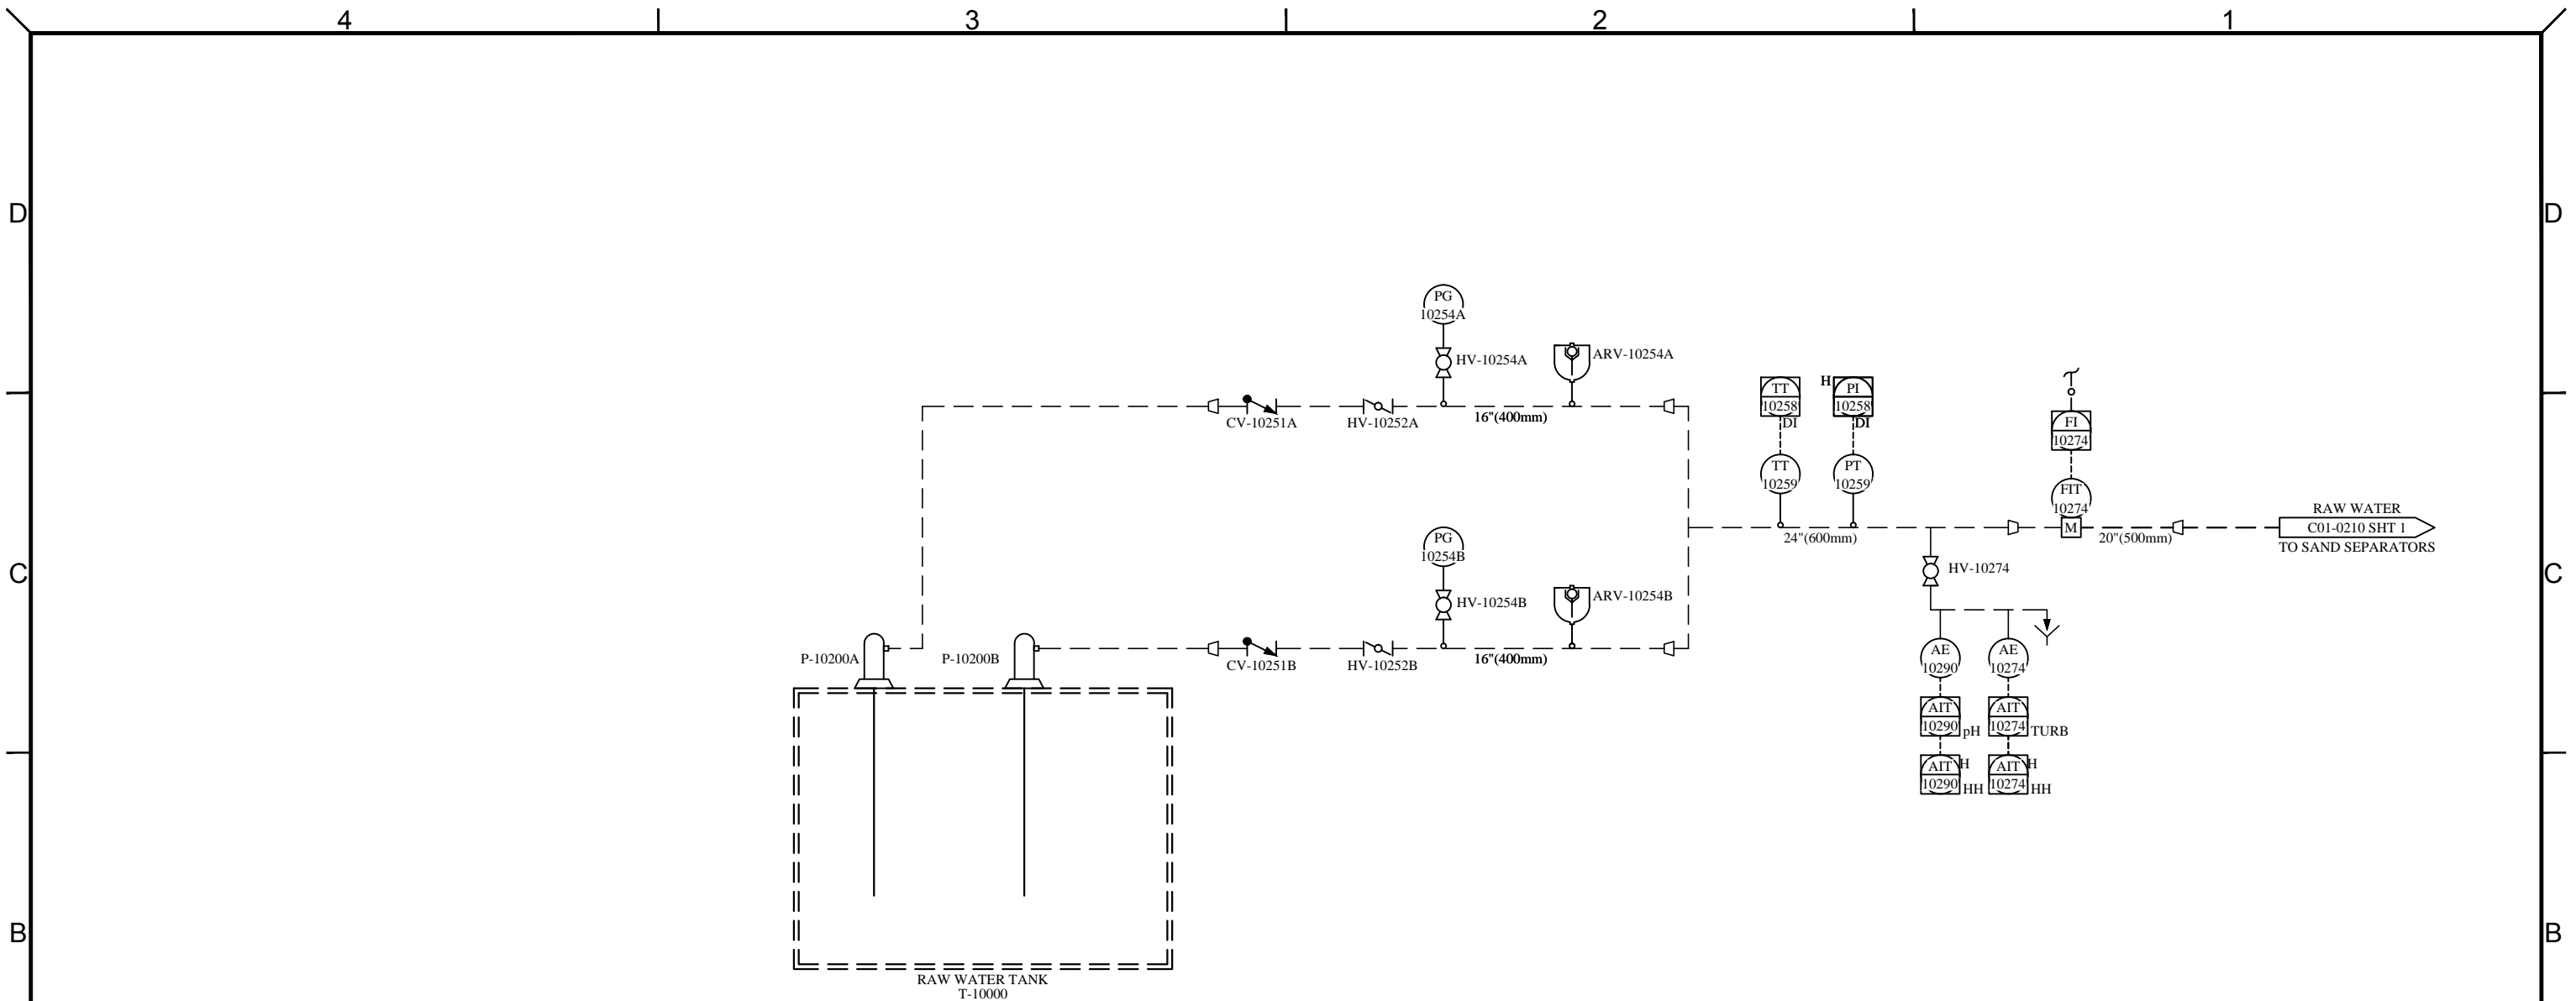 4
3
2
1
D
D
PG
10254A
HV-10254A
ARV-10254A
CV-10251A
HV-10252A
16"(400mm)
TT
10258
DI
H
PI
10258
DI
TT
10259
PT
10259
FI
10274
FIT
10274
M
24"(600mm)
20"(500mm)
RAW WATER
C01-0210 SHT 1
TO SAND SEPARATORS
C
C
PG
10254B
HV-10254B
ARV-10254B
HV-10274
P-10200A
P-10200B
CV-10251B
HV-10252B
16"(400mm)
AE
10290
AE
10274
AIT
10290
pH
AIT
10274
TURB
AIT
10290
H
HH
AIT
10274
H
HH
B
B
RAW WATER TANK
T-10000